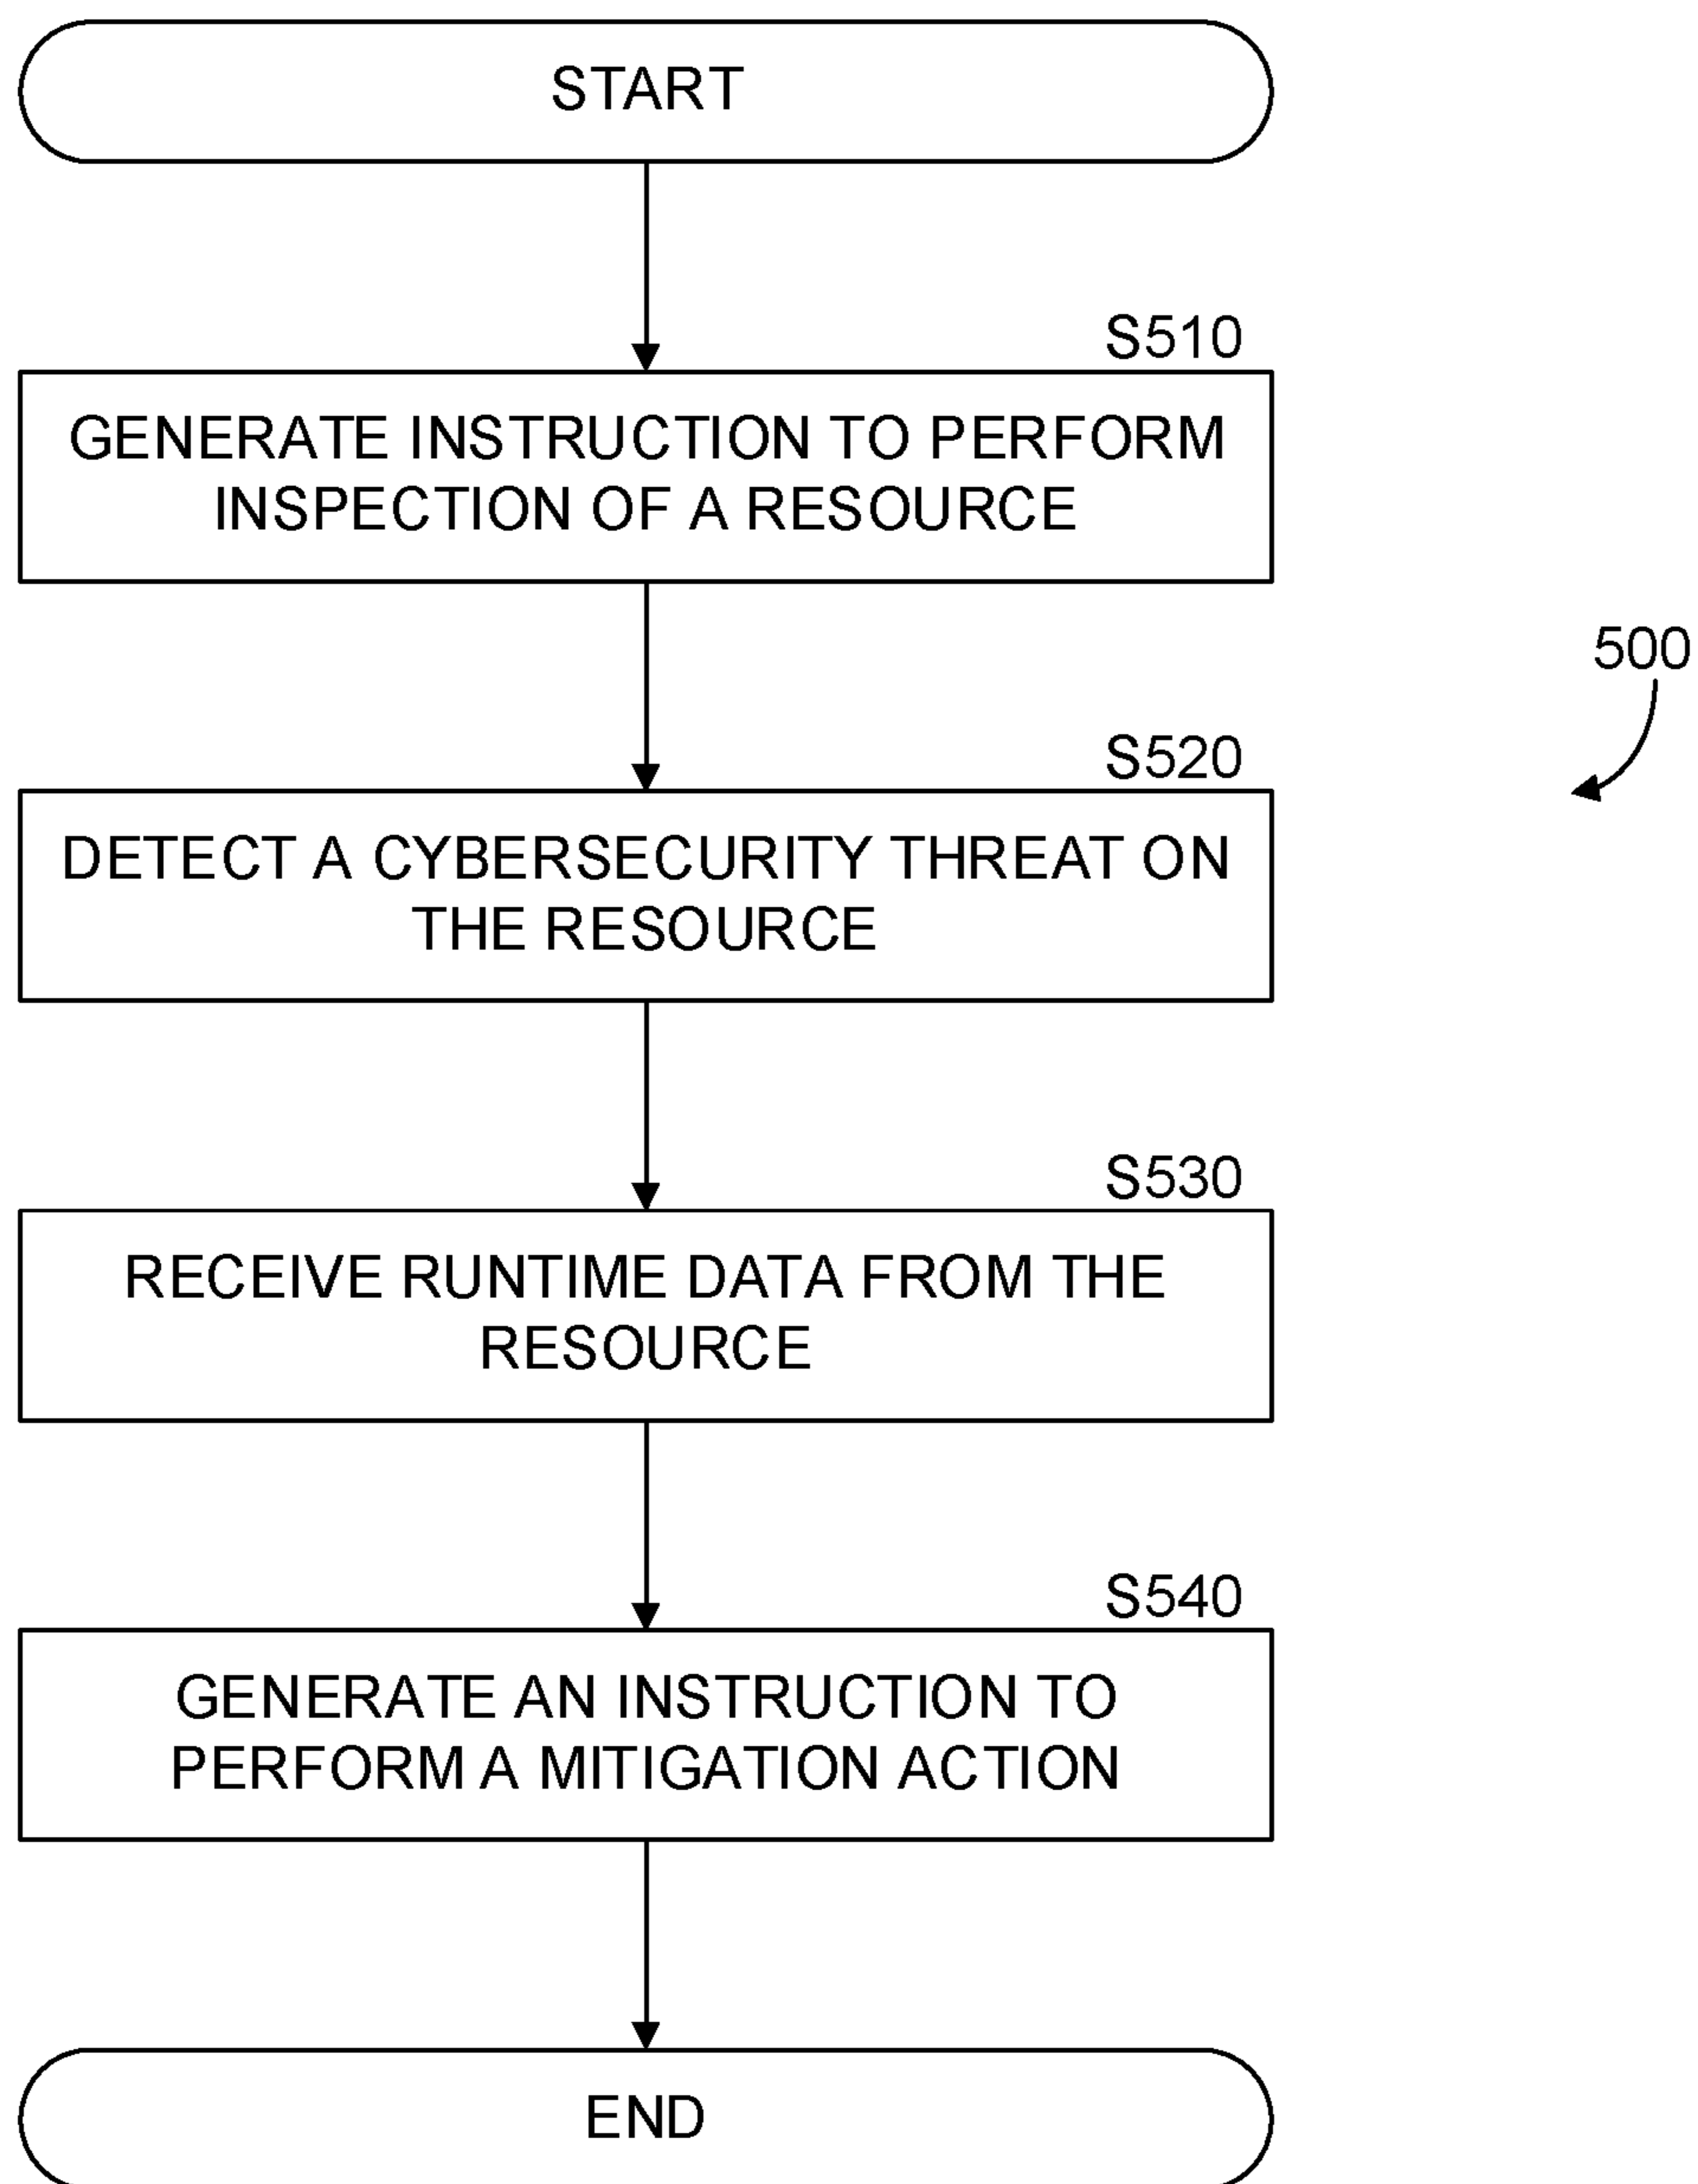 START
S510
GENERATE INSTRUCTION TO PERFORM
INSPECTION OF A RESOURCE
500
S520
DETECT A CYBERSECURITY THREAT ON
THE RESOURCE
S530
RECEIVE RUNTIME DATA FROM THE
RESOURCE
S540
GENERATE AN INSTRUCTION TO
PERFORM A MITIGATION ACTION
END